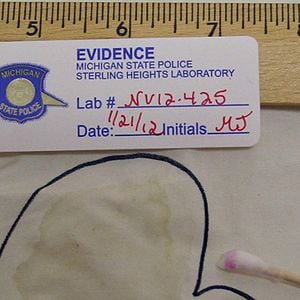 5 6 7
EVIDENCE
MICHIGAN STATE POLICE
STERLING HEIGHTS LABORATORY
Lab # NV12-425
Date: 1/21/12 Initials MJ
MICHIGAN
STATE POLICE